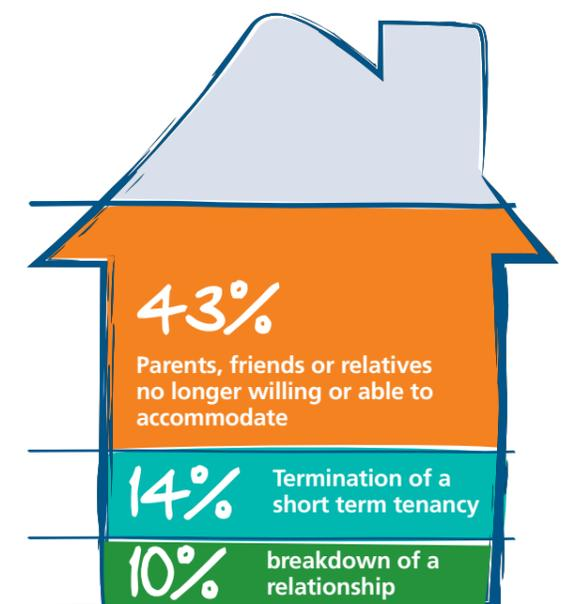 43%
Parents, friends or relatives
no longer willing or able to
accommodate
14%
Termination of a
short term tenancy
10%
breakdown of a
relationship